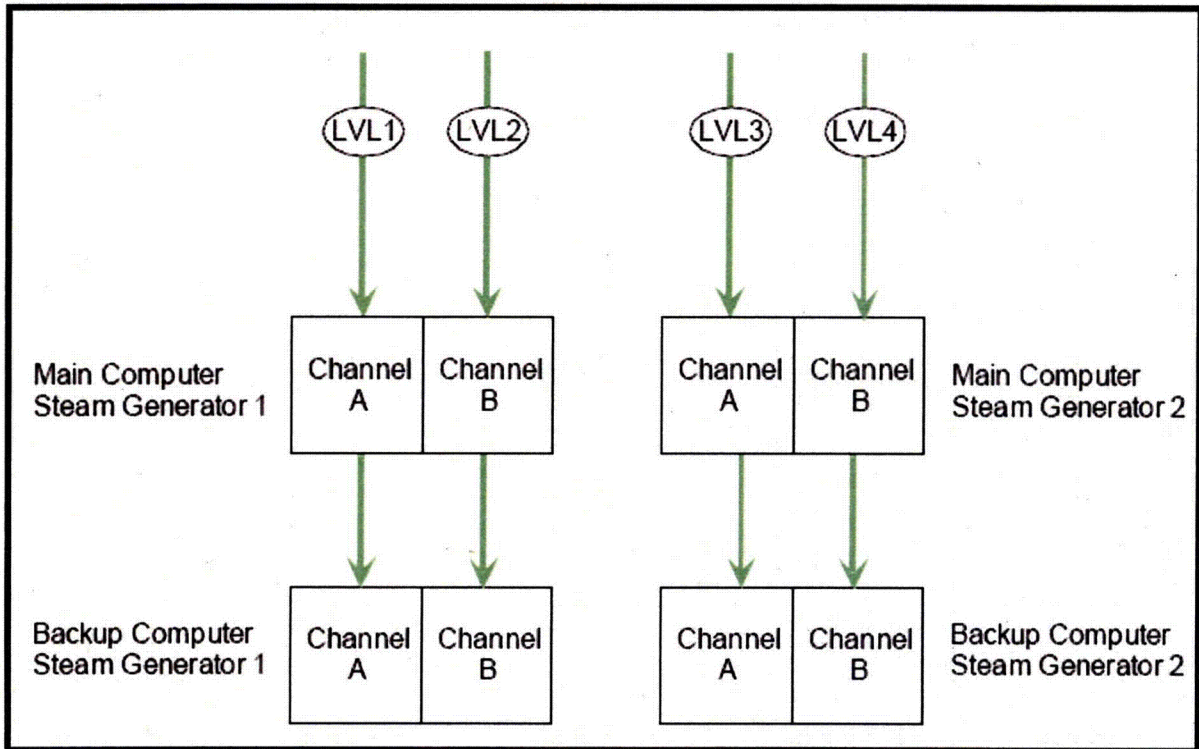 LVL1
LVL2
LVL3
LVL4
Main Computer
Steam Generator 1
Channel
A
Channel
B
Channel
A
Channel
B
Main Computer
Steam Generator 2
Backup Computer
Steam Generator 1
Channel
A
Channel
B
Channel
A
Channel
B
Backup Computer
Steam Generator 2